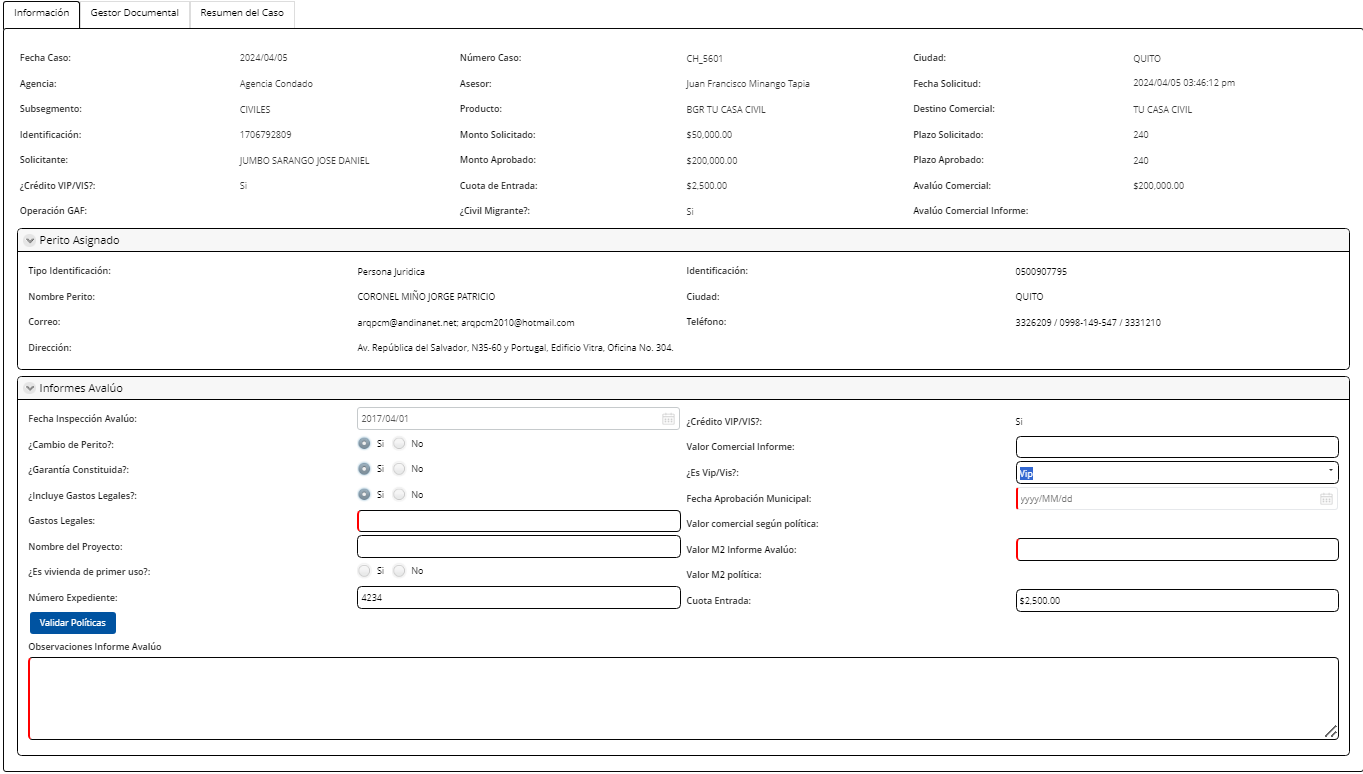 Información Gestor Documental Resumen del Caso
Fecha Caso: 2024/04/05 Número Caso: CH_5601 Ciudad: QUITO
Agencia: Agencia Condado Asesor: Juan Francisco Minango Tapia Fecha Solicitud: 2024/04/05 03:46:12 pm
Subsegmento: CIVILES Producto: BGR TU CASA CIVIL Destino Comercial: TU CASA CIVIL
Identificación: 1706792809 Monto Solicitado: $50,000.00 Plazo Solicitado: 240
Solicitante: JUMBO SARANGO JOSE DANIEL Monto Aprobado: $200,000.00 Plazo Aprobado: 240
¿Crédito VIP/VIS?: Si Cuota de Entrada: $2,500.00 Avalúo Comercial: $200,000.00
Operación GAF: ¿Civil Migrante?: Si Avalúo Comercial Informe:
Perito Asignado
Tipo Identificación: Persona Juridica Identificación: 0500907795
Nombre Perito: CORONEL MIÑO JORGE PATRICIO Ciudad: QUITO
Correo: arqpcm@andinanet.net; arqpcm2010@hotmail.com Teléfono: 3326209 / 0998-149-547 / 3331210
Dirección: Av. República del Salvador, N35-60 y Portugal, Edificio Vitra, Oficina No. 304.
Informes Avalúo
Fecha Inspección Avalúo: 2017/04/01 ¿Crédito VIP/VIS?: Si
¿Cambio de Perito?: Si No Valor Comercial Informe:
¿Garantía Constituida?: Si No ¿Es Vip/Vis?: Vip
¿Incluye Gastos Legales?: Si No Fecha Aprobación Municipal: yyyy/MM/dd
Gastos Legales: Valor comercial según política:
Nombre del Proyecto: Valor M2 Informe Avalúo:
¿Es vivienda de primer uso?: Si No Valor M2 política:
Número Expediente: 4234 Cuota Entrada: $2,500.00
Validar Políticas
Observaciones Informe Avalúo